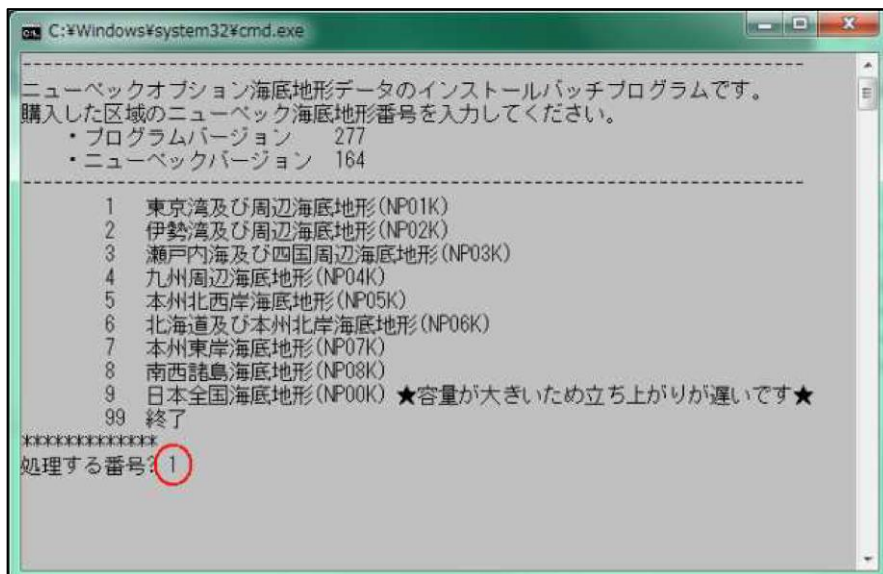 C:¥Windows¥system32¥cmd.exe
--------------------------------------------------------------------------------
ニューペックオプション海底地形データのインストールバッチプログラムです。
購入した区域のニューペック海底地形番号を入力してください。
・プログラムバージョン 277
・ニューペックバージョン 164
--------------------------------------------------------------------------------
1 東京湾及び周辺海底地形(NP01K)
2 伊勢湾及び周辺海底地形(NP02K)
3 瀬戸内海及び四国周辺海底地形(NP03K)
4 九州周辺海底地形(NP04K)
5 本州北西岸海底地形(NP05K)
6 北海道及び本州北岸海底地形(NP06K)
7 本州東岸海底地形(NP07K)
8 南西諸島海底地形(NP08K)
9 日本全国海底地形(NP00K) ★容量が大きいため立ち上がりが遅いです★
99 終了
*************
処理する番号? 1